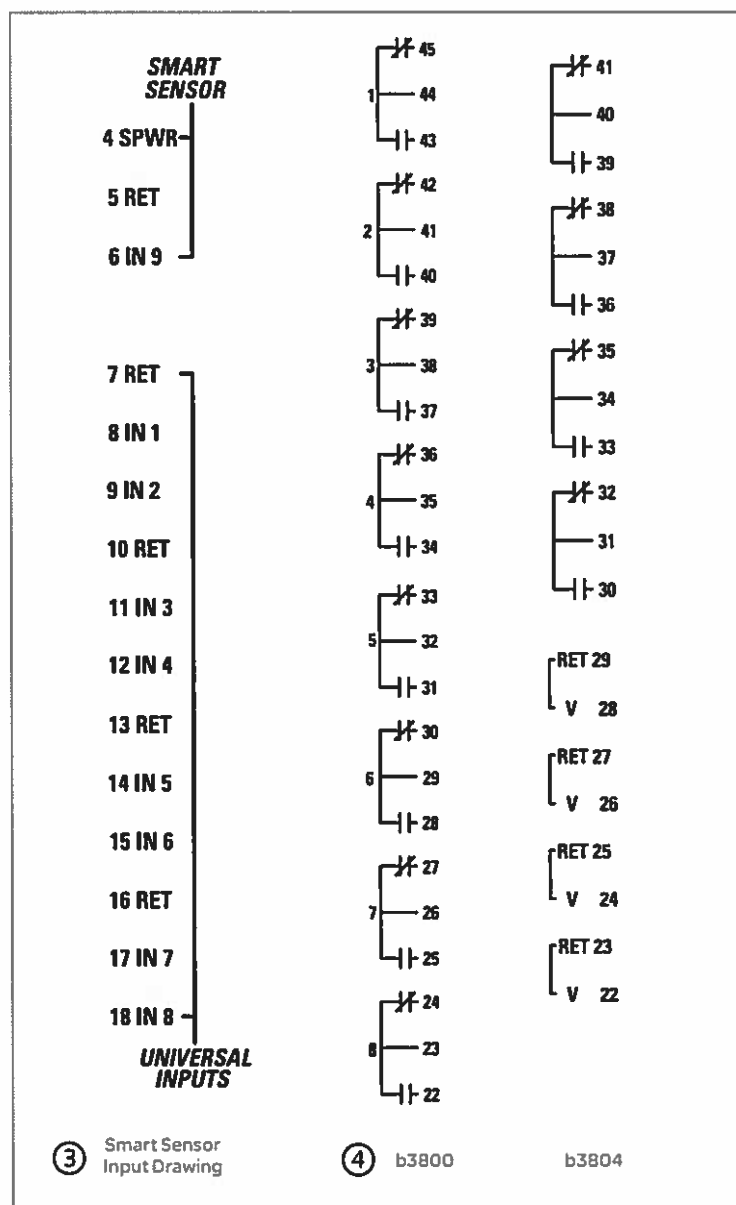 SMART
SENSOR
4 SPWR
5 RET
6 IN 9
7 RET
8 IN 1
9 IN 2
10 RET
11 IN 3
12 IN 4
13 RET
14 IN 5
15 IN 6
16 RET
17 IN 7
18 IN 8
UNIVERSAL
INPUTS
3 Smart Sensor
Input Drawing
45
1 44
43
42
2 41
40
39
3 38
37
36
4 35
34
33
5 32
31
30
6 29
28
27
7 26
25
24
8 23
22
4 b3800
41
40
39
38
37
36
35
34
33
32
31
30
RET 29
V 28
RET 27
V 26
RET 25
V 24
RET 23
V 22
b3804